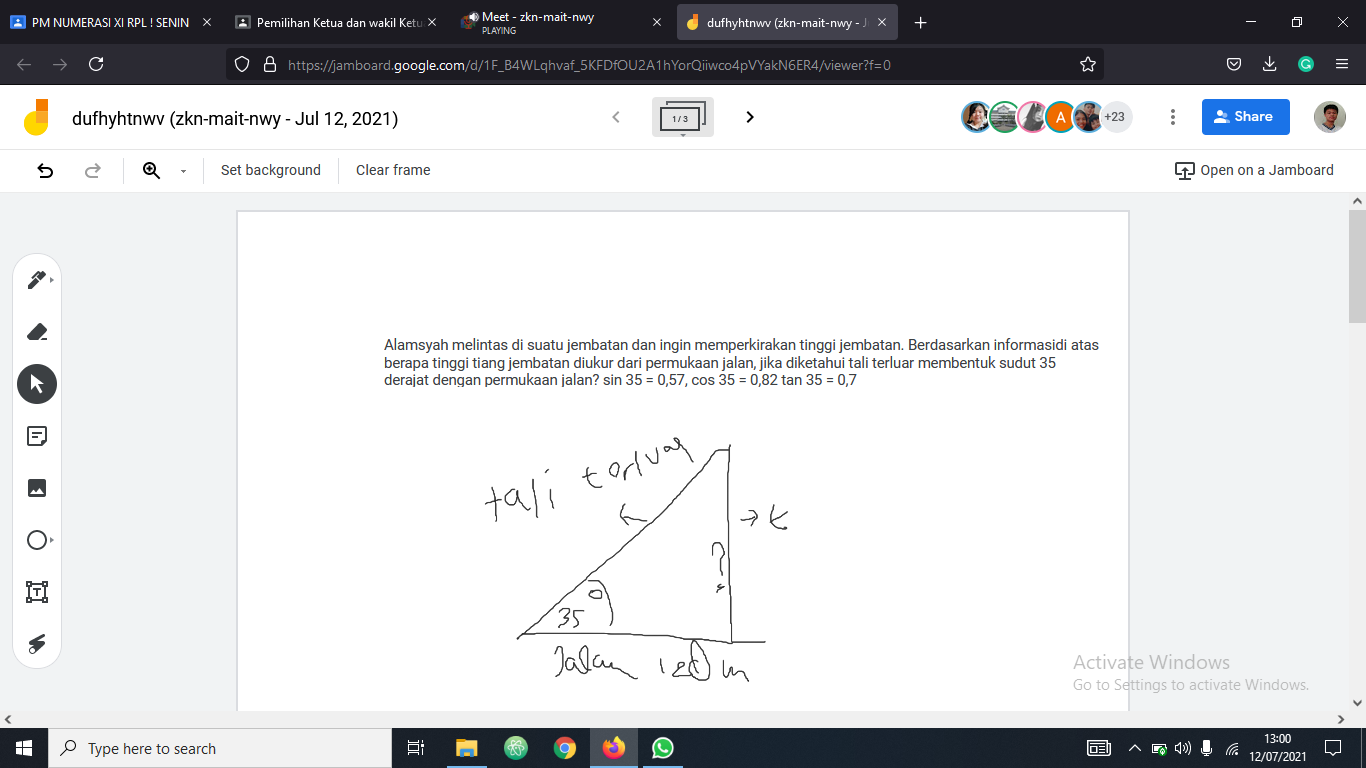 PM NUMERASI XI RPL ! SENIN
Pemilihan Ketua dan wakil Ketu
Meet - zkn-mait-nwy
PLAYING
dufhyhtnwv (zkn-mait-nwy - J
https://jamboard.google.com/d/1F_B4WLqhvaf_5KFDfOU2A1hYorQiiwco4pVYakN6ER4/viewer?f=0
dufhyhtnwv (zkn-mait-nwy - Jul 12, 2021)
1 / 3
A
+23
Share
Set background
Clear frame
Open on a Jamboard
Alamsyah melintas di suatu jembatan dan ingin memperkirakan tinggi jembatan. Berdasarkan informasidi atas
berapa tinggi tiang jembatan diukur dari permukaan jalan, jika diketahui tali terluar membentuk sudut 35
derajat dengan permukaan jalan? sin 35 = 0,57, cos 35 = 0,82 tan 35 = 0,7
tali terluar
→ t
?
35°
Jalan m
Activate Windows
Go to Settings to activate Windows.
Type here to search
13:00
12/07/2021